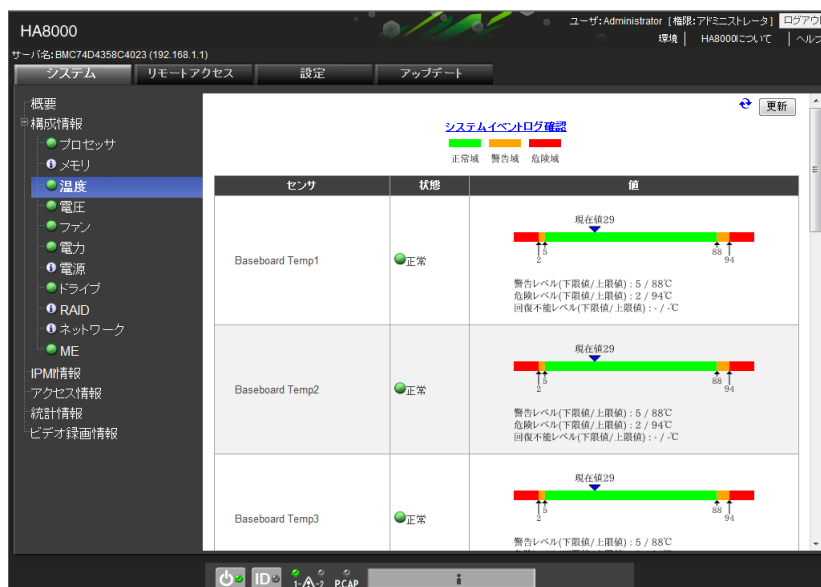 HA8000
ユーザ:Administrator [権限:アドミニストレータ] ログアウ
環境 | HA8000について | ヘル
サーバ名:BMC74D4358C4023 (192.168.1.1)
システム リモートアクセス 設定 アップデート
概要
構成情報
プロセッサ
メモリ
温度
電圧
ファン
電力
電源
ドライブ
RAID
ネットワーク
ME
IPMI情報
アクセス情報
統計情報
ビデオ録画情報
更新
システムイベントログ確認
正常域 警告域 危険域
センサ 状態 値
Baseboard Temp1
正常
現在値29
2 5 88 94
警告レベル(下限値/上限値) : 5 / 88℃
危険レベル(下限値/上限値) : 2 / 94℃
回復不能レベル(下限値/上限値) : - / -℃
Baseboard Temp2
正常
現在値29
2 5 88 94
警告レベル(下限値/上限値) : 5 / 88℃
危険レベル(下限値/上限値) : 2 / 94℃
回復不能レベル(下限値/上限値) : - / -℃
Baseboard Temp3
正常
現在値29
2 5 88 94
警告レベル(下限値/上限値) : 5 / 88℃
ID 1-A-2 P.CAP